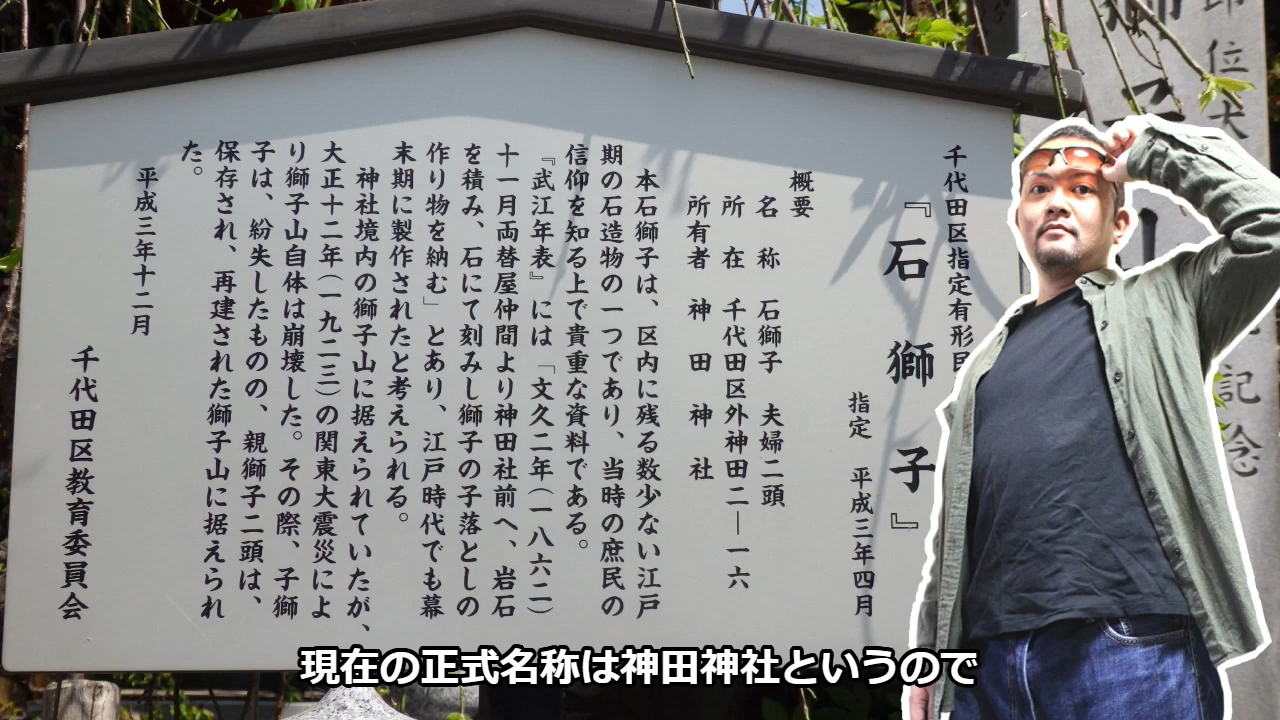 千代田区指定有形民
『石獅子』
指定　平成三年四月
概要
名称　石獅子　夫婦二頭
所在　千代田区外神田二―一六
所有者　神田神社
本石獅子は、区内に残る数少ない江戸
期の石造物の一つであり、当時の庶民の
信仰を知る上で貴重な資料である。
『武江年表』には「文久二年（一八六二）
十一月両替屋仲間より神田社前へ、岩石
を積み、石にて刻みし獅子の子落としの
作り物を納む」とあり、江戸時代でも幕
末期に製作されたと考えられる。
神社境内の獅子山に据えられていたが、
大正十二年（一九二三）の関東大震災によ
り獅子山自体は崩壊した。その際、子獅
子は、紛失したものの、親獅子二頭は、
保存され、再建された獅子山に据えられ
た。
平成三年十二月
千代田区教育委員会
記念
現在の正式名称は神田神社というので